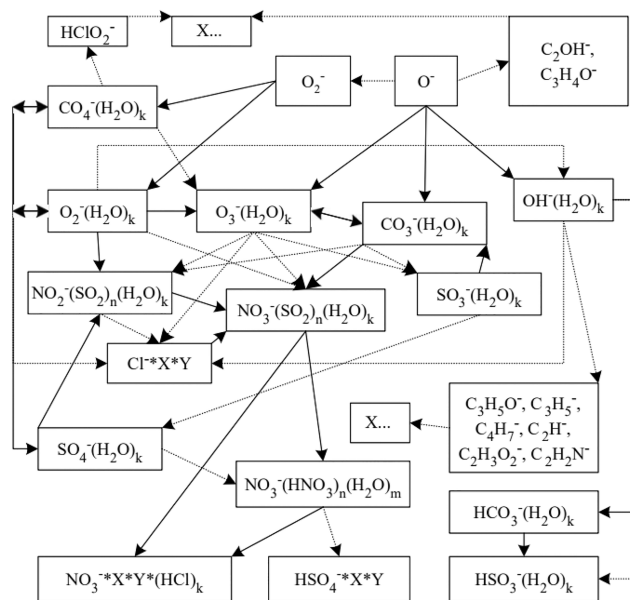 HClO₂⁻
X...
C₂OH⁻,
C₃H₄O⁻
O₂⁻
O⁻
CO₄⁻(H₂O)ₖ
O₂⁻(H₂O)ₖ
O₃⁻(H₂O)ₖ
CO₃⁻(H₂O)ₖ
OH⁻(H₂O)ₖ
NO₂⁻(SO₂)ₙ(H₂O)ₖ
NO₃⁻(SO₂)ₙ(H₂O)ₖ
SO₃⁻(H₂O)ₖ
Cl⁻*X*Y
X...
C₃H₅O⁻, C₃H₅⁻,
C₄H₇⁻, C₂H⁻,
C₂H₃O₂⁻, C₂H₂N⁻
SO₄⁻(H₂O)ₖ
NO₃⁻(HNO₃)ₙ(H₂O)ₘ
HCO₃⁻(H₂O)ₖ
NO₃⁻*X*Y*(HCl)ₖ
HSO₄⁻*X*Y
HSO₃⁻(H₂O)ₖ